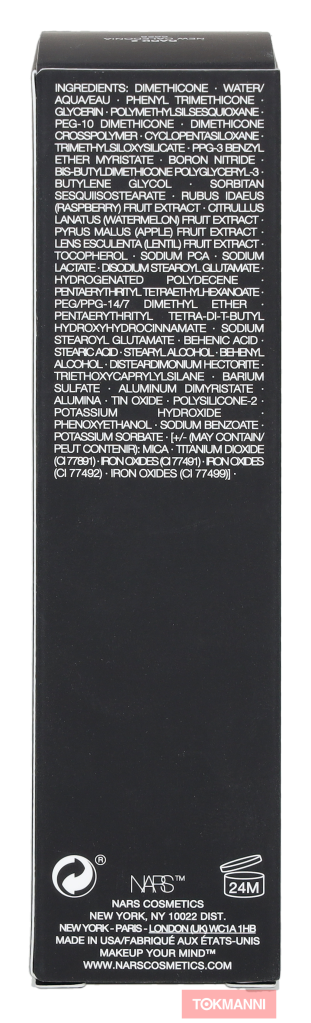 INGREDIENTS: DIMETHICONE · WATER/
AQUA/EAU · PHENYL TRIMETHICONE ·
GLYCERIN · POLYMETHYLSILSESQUIOXANE ·
PEG-10 DIMETHICONE · DIMETHICONE
CROSSPOLYMER · CYCLOPENTASILOXANE ·
TRIMETHYLSILOXYSILICATE · PPG-3 BENZYL
ETHER MYRISTATE · BORON NITRIDE ·
BIS-BUTYLDIMETHICONE POLYGLYCERYL-3 ·
BUTYLENE GLYCOL · SORBITAN
SESQUIISOSTEARATE · RUBUS IDAEUS
(RASPBERRY) FRUIT EXTRACT · CITRULLUS
LANATUS (WATERMELON) FRUIT EXTRACT ·
PYRUS MALUS (APPLE) FRUIT EXTRACT ·
LENS ESCULENTA (LENTIL) FRUIT EXTRACT ·
TOCOPHEROL · SODIUM PCA · SODIUM
LACTATE · DISODIUM STEAROYL GLUTAMATE ·
HYDROGENATED POLYDECENE ·
PENTAERYTHRITYL TETRAETHYLHEXANOATE ·
PEG/PPG-14/7 DIMETHYL ETHER ·
PENTAERYTHRITYL TETRA-DI-T-BUTYL
HYDROXYHYDROCINNAMATE · SODIUM
STEAROYL GLUTAMATE · BEHENIC ACID ·
STEARIC ACID · STEARYL ALCOHOL · BEHENYL
ALCOHOL · DISTEARDIMONIUM HECTORITE ·
TRIETHOXYCAPRYLYLSILANE · BARIUM
SULFATE · ALUMINUM DIMYRISTATE ·
ALUMINA · TIN OXIDE · POLYSILICONE-2 ·
POTASSIUM HYDROXIDE ·
PHENOXYETHANOL · SODIUM BENZOATE ·
POTASSIUM SORBATE · [+/- (MAY CONTAIN/
PEUT CONTENIR): MICA · TITANIUM DIOXIDE
(CI 77891) · IRON OXIDES (CI 77491) · IRON OXIDES
(CI 77492) · IRON OXIDES (CI 77499)] ·
®
NARS™
24M
NARS COSMETICS
NEW YORK, NY 10022 DIST.
NEW YORK - PARIS - LONDON (UK) WC1A 1HB
MADE IN USA/FABRIQUÉ AUX ÉTATS-UNIS
MAKEUP YOUR MIND™
WWW.NARSCOSMETICS.COM
TOKMANNI